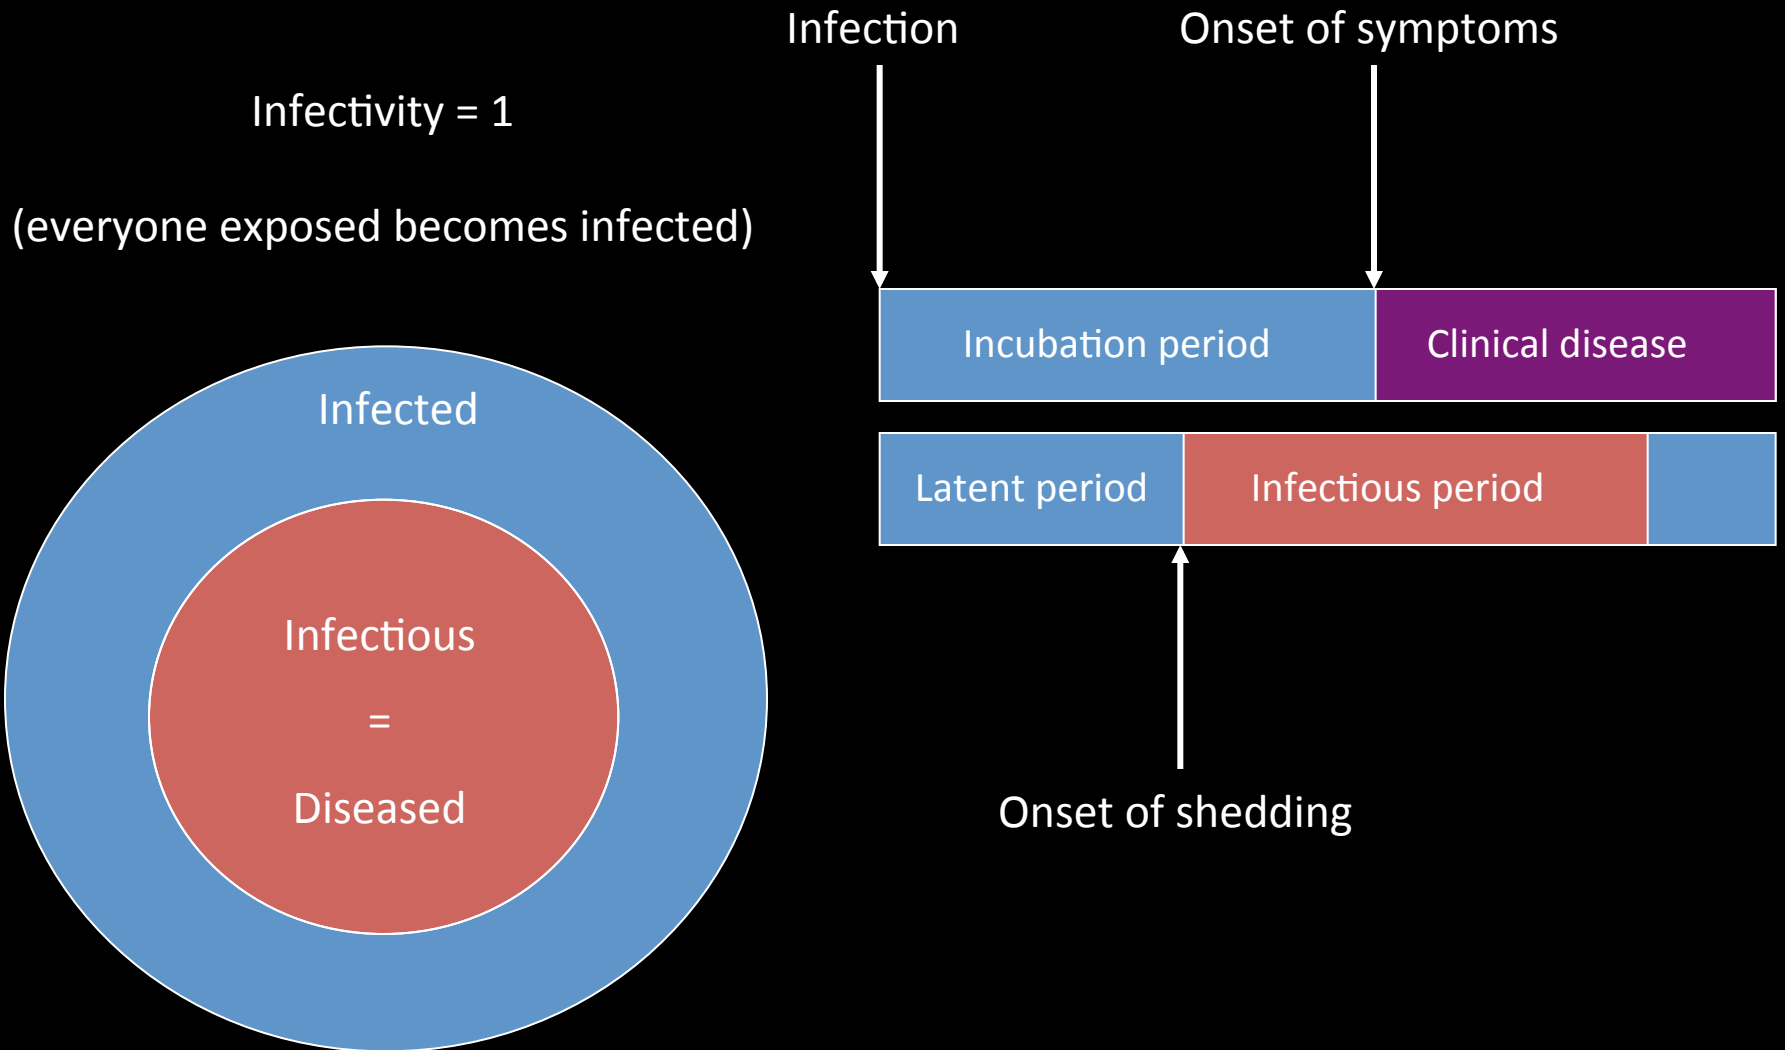 Infectivity = 1
(everyone exposed becomes infected)
Infected
Infectious
=
Diseased
Infection
Onset of symptoms
Incubation period
Clinical disease
Latent period
Infectious period
Onset of shedding